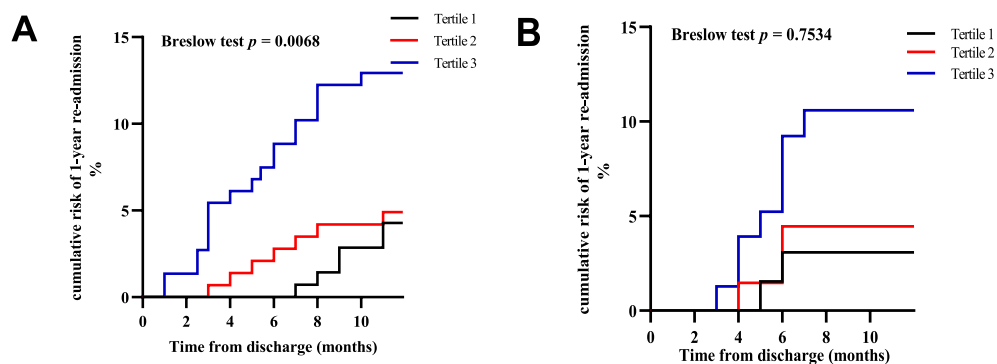 A
Breslow test p = 0.0068
Tertile 1
Tertile 2
Tertile 3
cumulative risk of 1-year re-admission
%
15
10
5
0
0 2 4 6 8 10
Time from discharge (months)
B
Breslow test p = 0.7534
Tertile 1
Tertile 2
Tertile 3
cumulative risk of 1-year re-admission
%
15
10
5
0
0 2 4 6 8 10
Time from discharge (months)